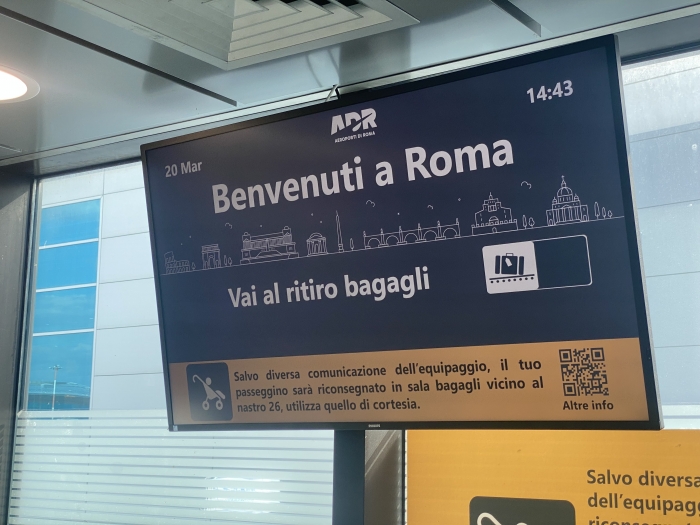 14:43
ADR
AEROPORTI DI ROMA
20 Mar
Benvenuti a Roma
Vai al ritiro bagagli
Salvo diversa comunicazione dell'equipaggio, il tuo
passeggino sarà riconsegnato in sala bagagli vicino al
nastro 26, utilizza quello di cortesia.
Altre info
Salvo diversa
dell'equipagg